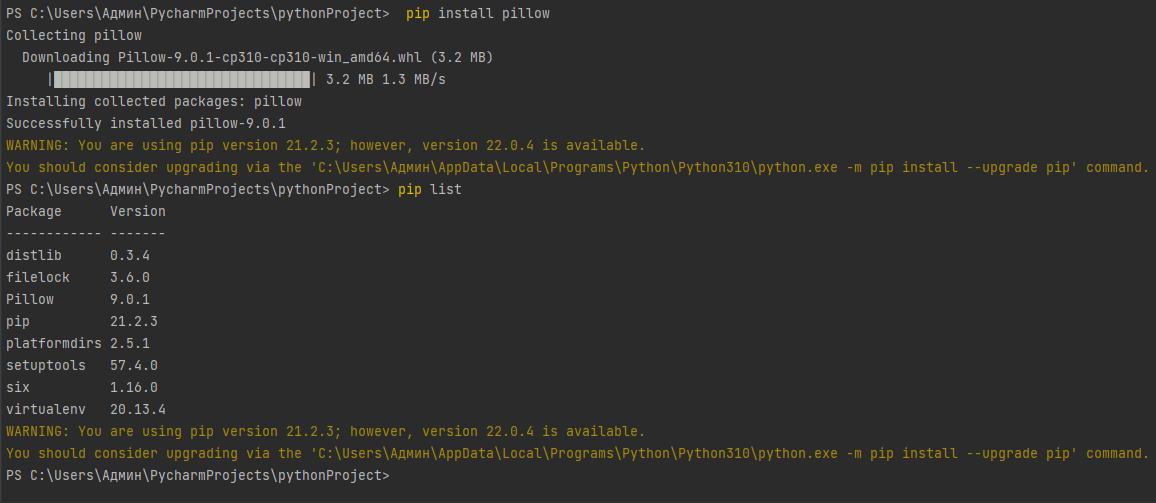 PS C:\Users\Админ\PycharmProjects\pythonProject>  pip install pillow
Collecting pillow
  Downloading Pillow-9.0.1-cp310-cp310-win_amd64.whl (3.2 MB)
     |████████████████████████████████| 3.2 MB 1.3 MB/s
Installing collected packages: pillow
Successfully installed pillow-9.0.1
WARNING: You are using pip version 21.2.3; however, version 22.0.4 is available.
You should consider upgrading via the 'C:\Users\Админ\AppData\Local\Programs\Python\Python310\python.exe -m pip install --upgrade pip' command.
PS C:\Users\Админ\PycharmProjects\pythonProject> pip list
Package      Version
------------ -------
distlib      0.3.4
filelock     3.6.0
Pillow       9.0.1
pip          21.2.3
platformdirs 2.5.1
setuptools   57.4.0
six          1.16.0
virtualenv   20.13.4
WARNING: You are using pip version 21.2.3; however, version 22.0.4 is available.
You should consider upgrading via the 'C:\Users\Админ\AppData\Local\Programs\Python\Python310\python.exe -m pip install --upgrade pip' command.
PS C:\Users\Админ\PycharmProjects\pythonProject>